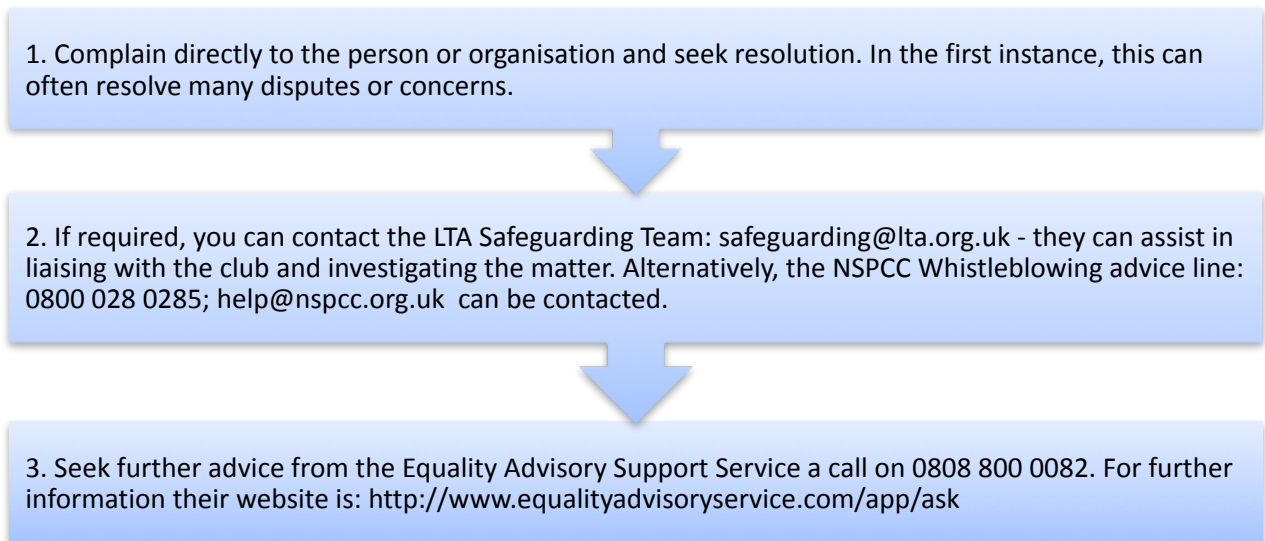 1. Complain directly to the person or organisation and seek resolution. In the first instance, this can
often resolve many disputes or concerns.
2. If required, you can contact the LTA Safeguarding Team: safeguarding@lta.org.uk - they can assist in
liaising with the club and investigating the matter. Alternatively, the NSPCC Whistleblowing advice line:
0800 028 0285; help@nspcc.org.uk  can be contacted.
3. Seek further advice from the Equality Advisory Support Service a call on 0808 800 0082. For further
information their website is: http://www.equalityadvisoryservice.com/app/ask